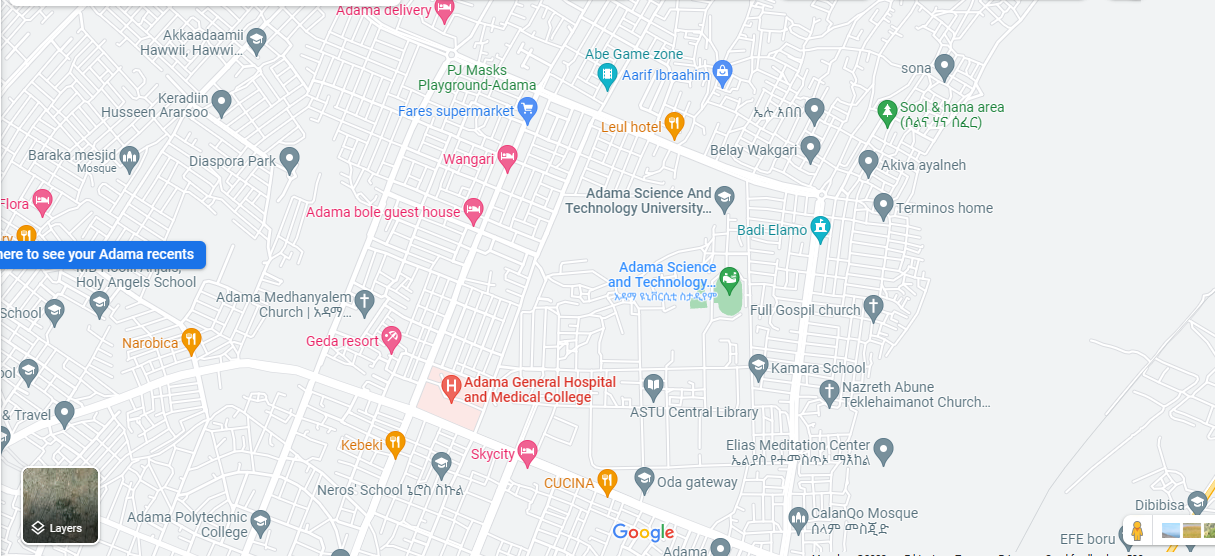 Adama delivery
Akkaadaamii
Hawwii, Hawwi...
Abe Game zone
PJ Masks
Playground-Adama
Aarif Ibraahim
sona
Keradiin
Husseen Ararsoo
Fares supermarket
ኤሉ አበበ
Sool & hana area
(ሶልና ሃና ሰፈር)
Leul hotel
Baraka mesjid
Mosque
Diaspora Park
Wangari
Belay Wakgari
Akiva ayalneh
Flora
Adama Science And
Technology University...
Adama bole guest house
Terminos home
Badi Elamo
ry
here to see your Adama recents
Holy Angels School
Adama Science
and Technology...
አዳማ ዩኒቨርሲቲ ስታዲየም
Adama Medhanyalem
Church | አዳማ...
School
Full Gospil church
Narobica
Geda resort
ool
Kamara School
Adama General Hospital
and Medical College
Nazreth Abune
Teklehaimanot Church...
& Travel
ASTU Central Library
Kebeki
Skycity
Elias Meditation Center
ኤልያስ የተመስጥኦ ማእከል
Neros' School ኔሮስ ስኩል
CUCINA
Oda gateway
Dibibisa
Layers
Adama Polytechnic
College
Google
CalanQo Mosque
ሰላም መስጂድ
EFE boru
Adama